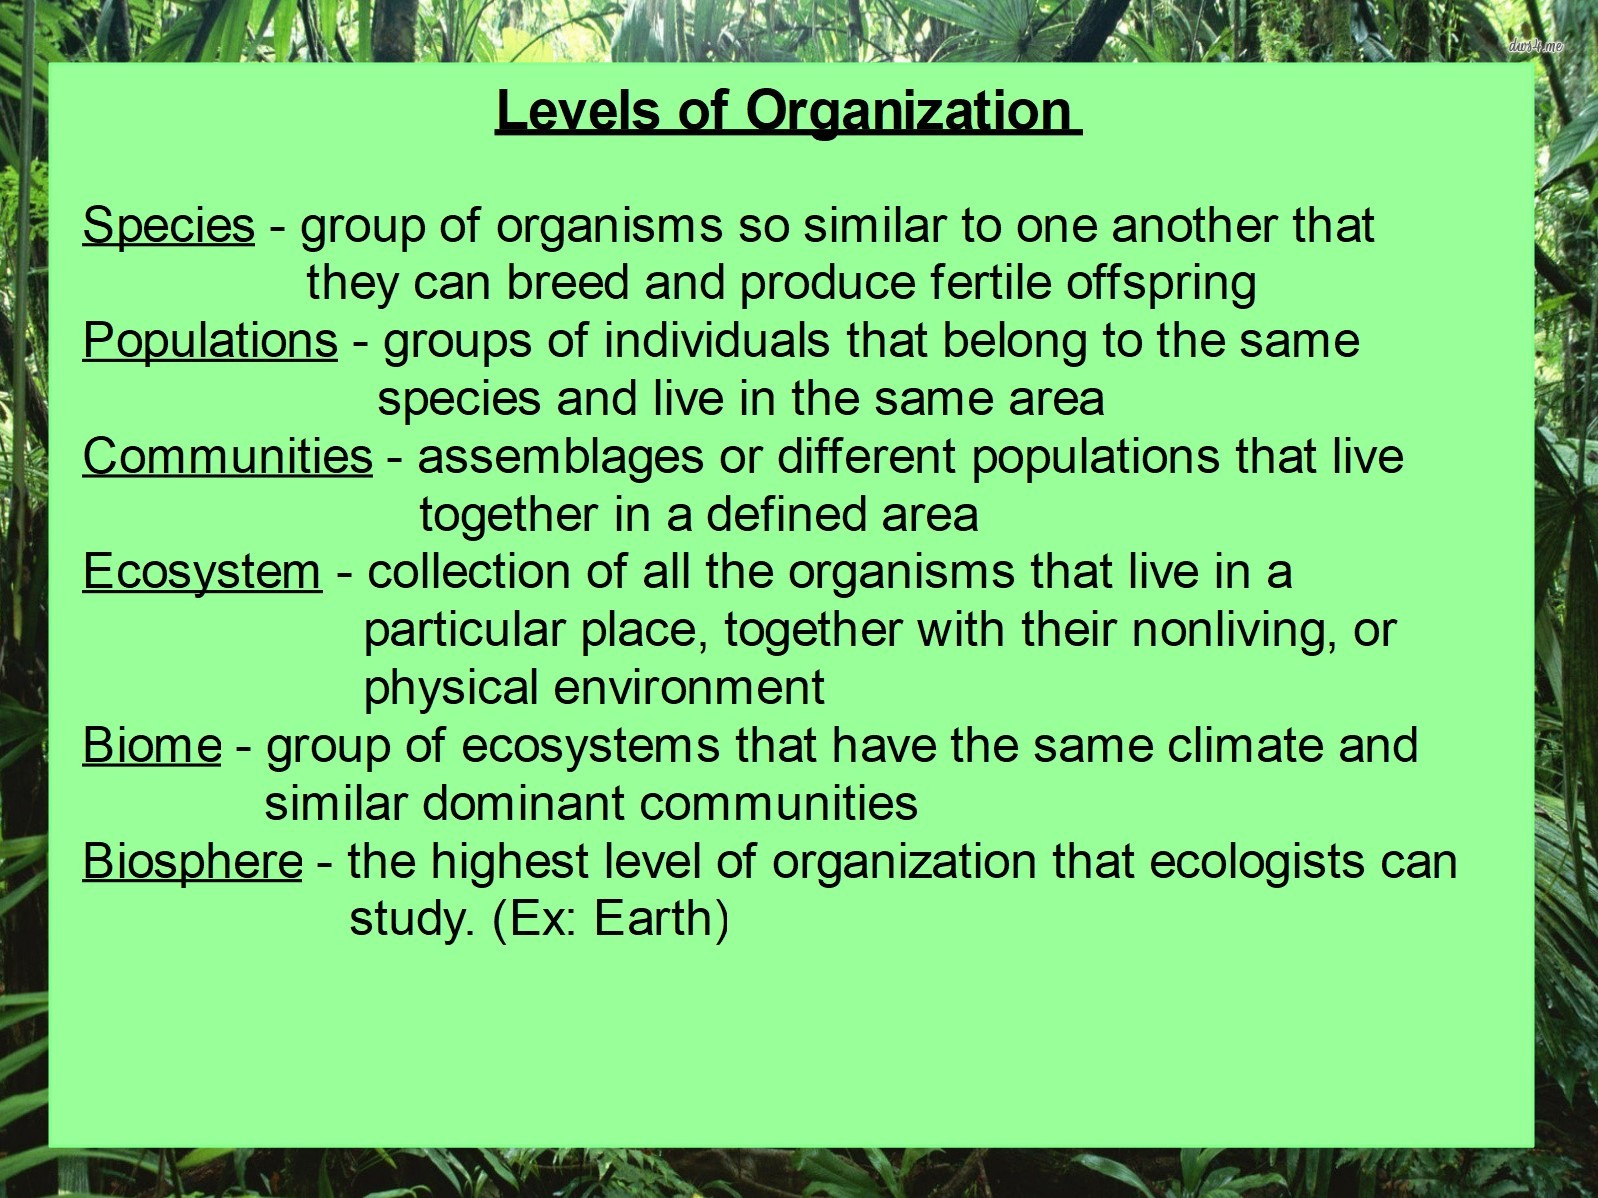 dws4.me
Levels of Organization
Species - group of organisms so similar to one another that
they can breed and produce fertile offspring
Populations - groups of individuals that belong to the same
species and live in the same area
Communities - assemblages or different populations that live
together in a defined area
Ecosystem - collection of all the organisms that live in a
particular place, together with their nonliving, or
physical environment
Biome - group of ecosystems that have the same climate and
similar dominant communities
Biosphere - the highest level of organization that ecologists can
study. (Ex: Earth)